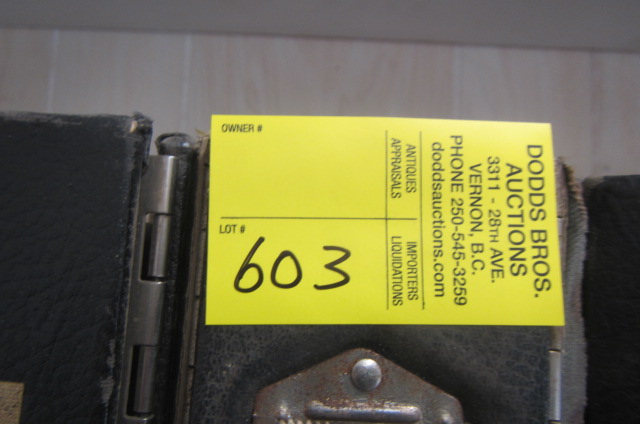 OWNER #
LOT #
603
ANTIQUES
APPRAISALS
IMPORTERS
LIQUIDATIONS
DODDS BROS.
AUCTIONS
3311 - 28TH AVE.
VERNON, B.C.
PHONE 250-545-3259
doddsauctions.com